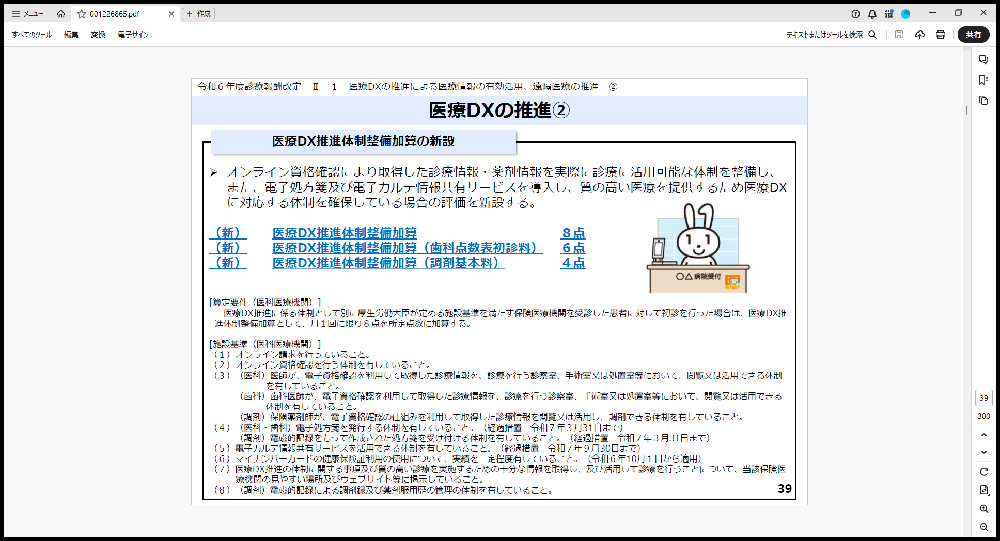 メニュー
001226865.pdf
作成
すべてのツール 編集 変換 電子サイン
テキストまたはツールを検索
共有
令和６年度診療報酬改定 Ⅱ－１ 医療DXの推進による医療情報の有効活用、遠隔医療の推進－②
医療DXの推進②
医療DX推進体制整備加算の新設
➢ オンライン資格確認により取得した診療情報・薬剤情報を実際に診療に活用可能な体制を整備し、
また、電子処方箋及び電子カルテ情報共有サービスを導入し、質の高い医療を提供するため医療DX
に対応する体制を確保している場合の評価を新設する。
（新） 医療DX推進体制整備加算 ８点
（新） 医療DX推進体制整備加算（歯科点数表初診料） ６点
（新） 医療DX推進体制整備加算（調剤基本料） ４点
〇△病院受付
[算定要件（医科医療機関）]
医療DX推進に係る体制として別に厚生労働大臣が定める施設基準を満たす保険医療機関を受診した患者に対して初診を行った場合は、医療DX推
進体制整備加算として、月１回に限り８点を所定点数に加算する。
[施設基準（医科医療機関）]
（１）オンライン請求を行っていること。
（２）オンライン資格確認を行う体制を有していること。
（３）（医科）医師が、電子資格確認を利用して取得した診療情報を、診療を行う診察室、手術室又は処置室等において、閲覧又は活用できる体制
を有していること。
（歯科）歯科医師が、電子資格確認を利用して取得した診療情報を、診療を行う診察室、手術室又は処置室等において、閲覧又は活用できる
体制を有していること。
（調剤）保険薬剤師が、電子資格確認の仕組みを利用して取得した診療情報を閲覧又は活用し、調剤できる体制を有していること。
（４）（医科・歯科）電子処方箋を発行する体制を有していること。（経過措置 令和７年３月31日まで）
（調剤）電磁的記録をもって作成された処方箋を受け付ける体制を有していること。（経過措置 令和７年３月31日まで）
（５）電子カルテ情報共有サービスを活用できる体制を有していること。（経過措置 令和７年９月30日まで）
（６）マイナンバーカードの健康保険証利用の使用について、実績を一定程度有していること。（令和６年10月１日から適用）
（７）医療DX推進の体制に関する事項及び質の高い診療を実施するための十分な情報を取得し、及び活用して診療を行うことについて、当該保険医
療機関の見やすい場所及びウェブサイト等に掲示していること。
（８）（調剤）電磁的記録による調剤録及び薬剤服用歴の管理の体制を有していること。
39
39
380